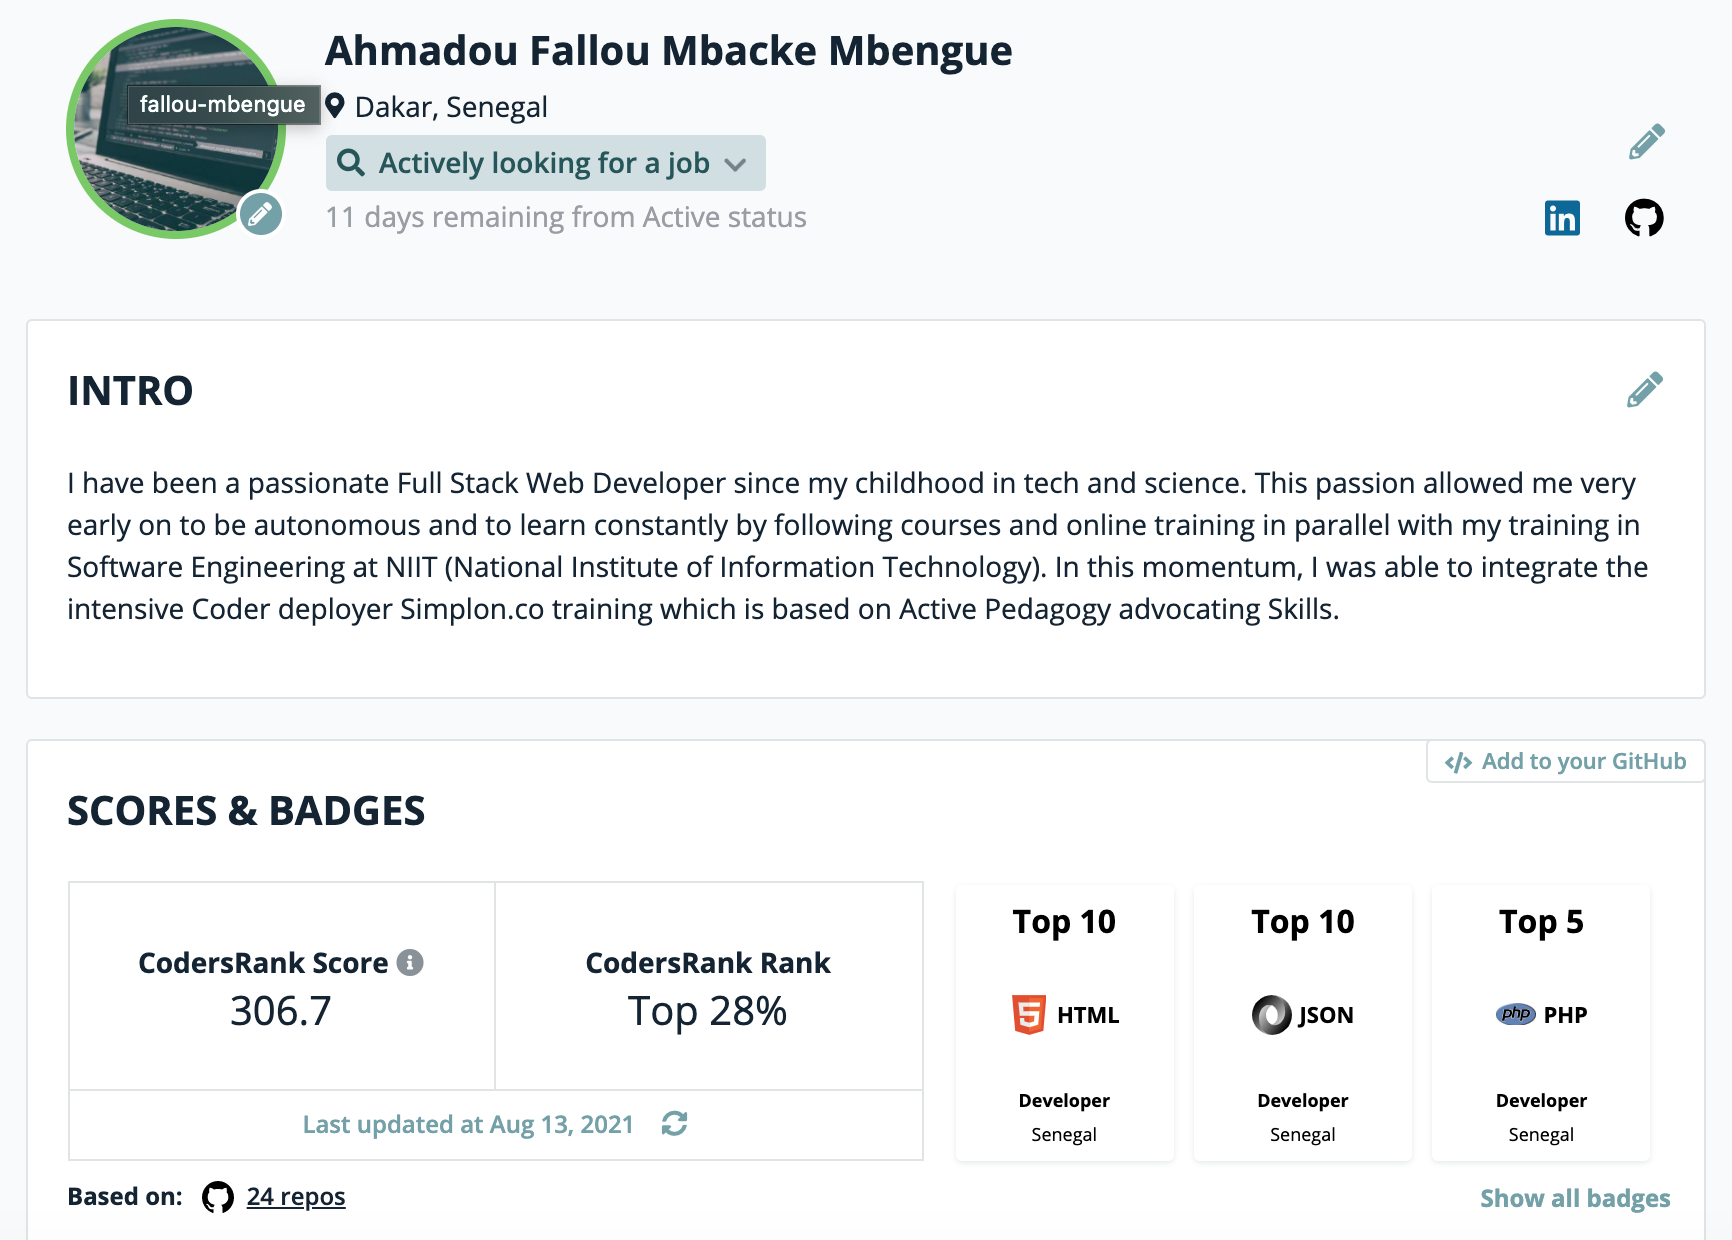 Ahmadou Fallou Mbacke Mbengue
fallou-mbengue
Dakar, Senegal
Actively looking for a job
11 days remaining from Active status
in
INTRO
I have been a passionate Full Stack Web Developer since my childhood in tech and science. This passion allowed me very
early on to be autonomous and to learn constantly by following courses and online training in parallel with my training in
Software Engineering at NIIT (National Institute of Information Technology). In this momentum, I was able to integrate the
intensive Coder deployer Simplon.co training which is based on Active Pedagogy advocating Skills.
</> Add to your GitHub
SCORES & BADGES
CodersRank Score
306.7
CodersRank Rank
Top 28%
Last updated at Aug 13, 2021
Top 10
5 HTML
Developer
Senegal
Top 10
JSON
Developer
Senegal
Top 5
php PHP
Developer
Senegal
Based on: 24 repos
Show all badges